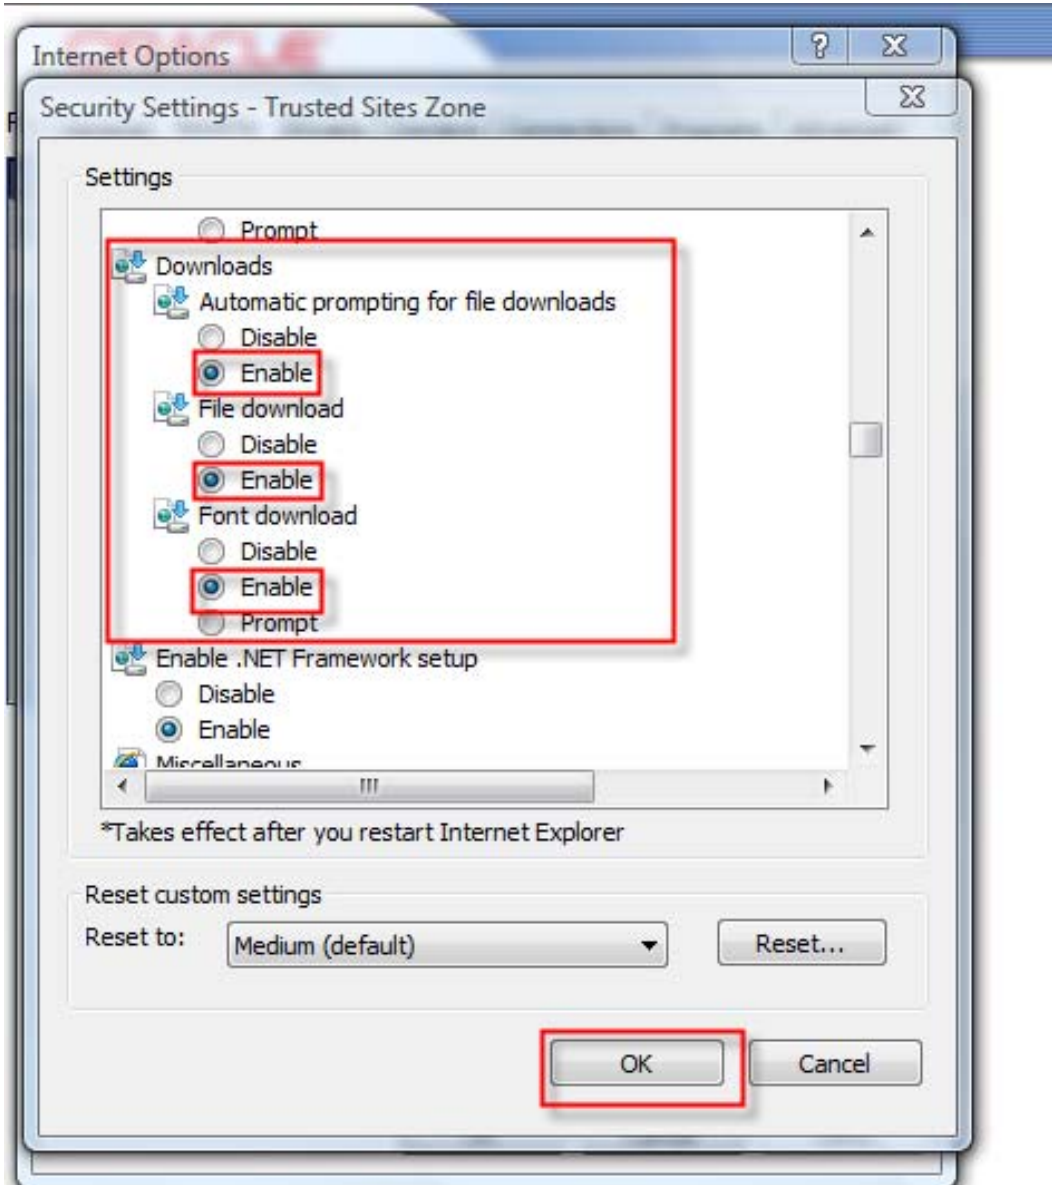 ORACLE
Internet Options
Security Settings - Trusted Sites Zone
Settings
Prompt
Downloads
Automatic prompting for file downloads
Disable
Enable
File download
Disable
Enable
Font download
Disable
Enable
Prompt
Enable .NET Framework setup
Disable
Enable
Miscellaneous
*Takes effect after you restart Internet Explorer
Reset custom settings
Reset to:
Medium (default)
Reset...
OK
Cancel